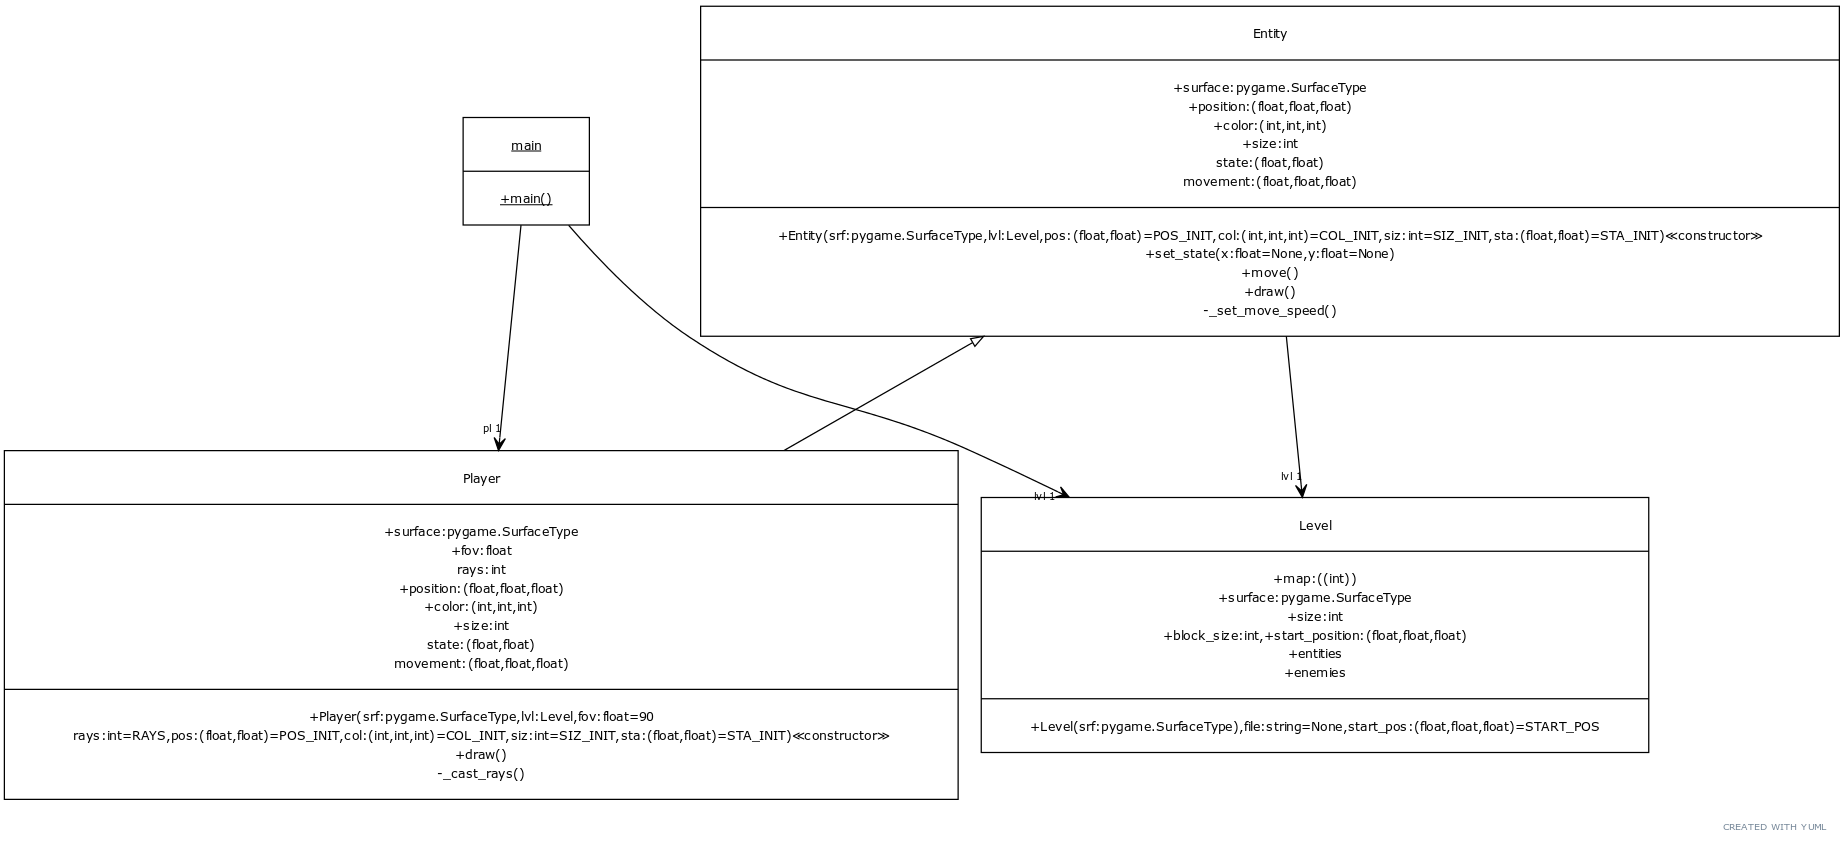 Entity
+surface:pygame.SurfaceType
+position:(float,float,float)
+color:(int,int,int)
+size:int
state:(float,float)
movement:(float,float,float)
+Entity(srf:pygame.SurfaceType,lvl:Level,pos:(float,float)=POS_INIT,col:(int,int,int)=COL_INIT,siz:int=SIZ_INIT,sta:(float,float)=STA_INIT)≪constructor≫
+set_state(x:float=None,y:float=None)
+move()
+draw()
-_set_move_speed()
main
+main()
pl 1
lvl 1
lvl 1
Player
+surface:pygame.SurfaceType
+fov:float
rays:int
+position:(float,float,float)
+color:(int,int,int)
+size:int
state:(float,float)
movement:(float,float,float)
+Player(srf:pygame.SurfaceType,lvl:Level,fov:float=90
rays:int=RAYS,pos:(float,float)=POS_INIT,col:(int,int,int)=COL_INIT,siz:int=SIZ_INIT,sta:(float,float)=STA_INIT)≪constructor≫
+draw()
-_cast_rays()
Level
+map:((int))
+surface:pygame.SurfaceType
+size:int
+block_size:int,+start_position:(float,float,float)
+entities
+enemies
+Level(srf:pygame.SurfaceType),file:string=None,start_pos:(float,float,float)=START_POS
CREATED WITH YUML